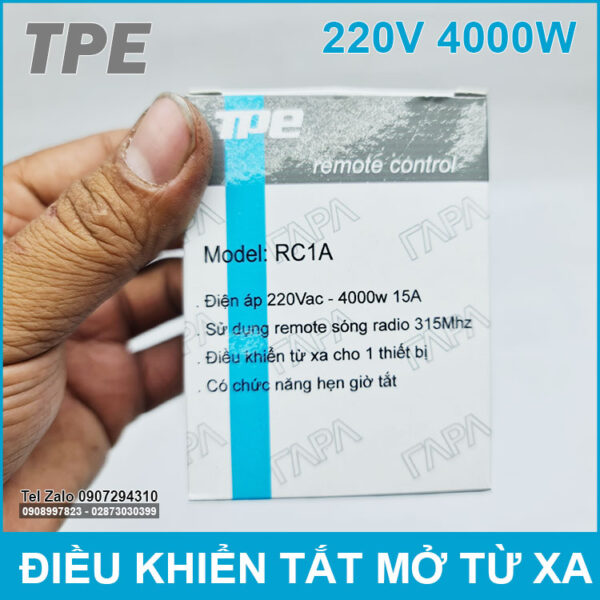 TPE
220V 4000W
TPE
remote control
Model: RC1A
. Điện áp 220Vac - 4000w 15A
. Sử dụng remote sóng radio 315Mhz
. Điều khiển từ xa cho 1 thiết bị
. Có chức năng hẹn giờ tắt
Tel Zalo 0907294310
0908997823 - 02873030399
ĐIỀU KHIỂN TẮT MỞ TỪ XA